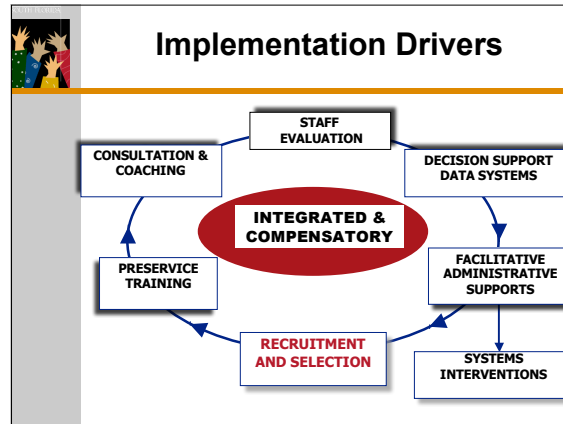 Implementation Drivers
STAFF
EVALUATION
CONSULTATION &
COACHING
DECISION SUPPORT
DATA SYSTEMS
INTEGRATED &
COMPENSATORY
PRESERVICE
TRAINING
FACILITATIVE
ADMINISTRATIVE
SUPPORTS
RECRUITMENT
AND SELECTION
SYSTEMS
INTERVENTIONS